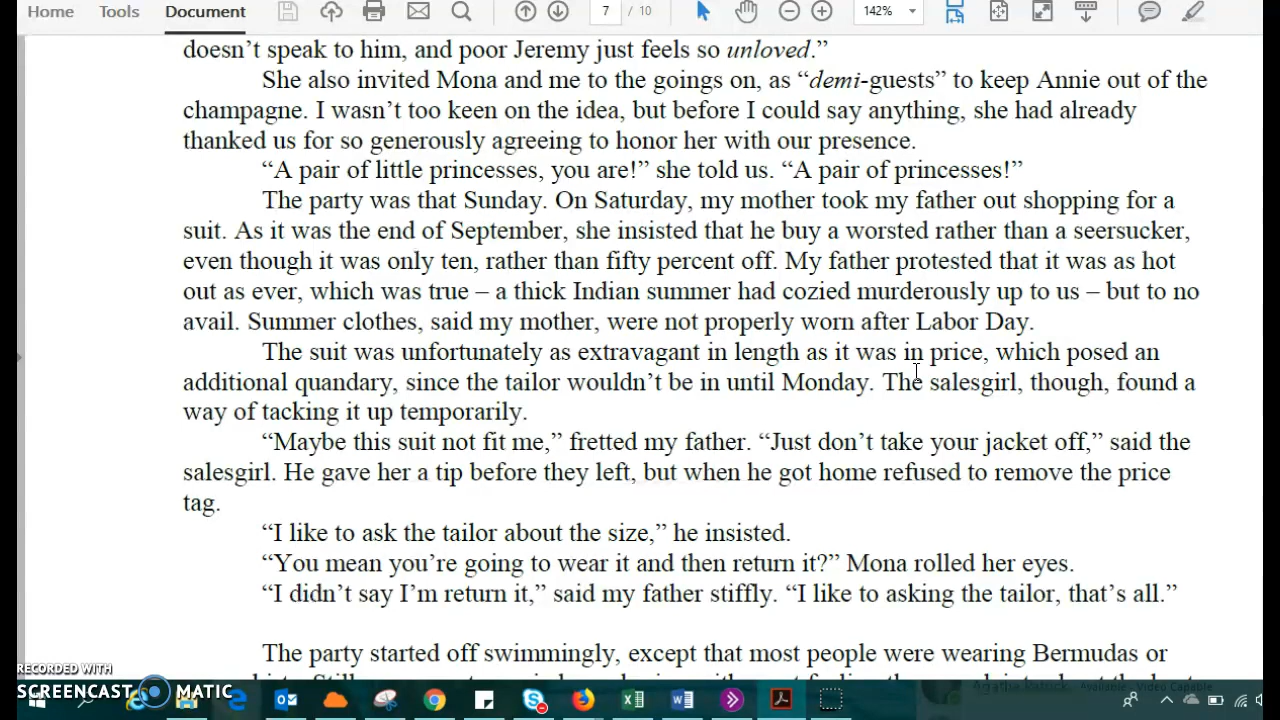 Home Tools Document 7 / 10 142%
doesn’t speak to him, and poor Jeremy just feels so unloved.”
She also invited Mona and me to the goings on, as “demi-guests” to keep Annie out of the
champagne. I wasn’t too keen on the idea, but before I could say anything, she had already
thanked us for so generously agreeing to honor her with our presence.
“A pair of little princesses, you are!” she told us. “A pair of princesses!”
The party was that Sunday. On Saturday, my mother took my father out shopping for a
suit. As it was the end of September, she insisted that he buy a worsted rather than a seersucker,
even though it was only ten, rather than fifty percent off. My father protested that it was as hot
out as ever, which was true – a thick Indian summer had cozied murderously up to us – but to no
avail. Summer clothes, said my mother, were not properly worn after Labor Day.
The suit was unfortunately as extravagant in length as it was in price, which posed an
additional quandary, since the tailor wouldn’t be in until Monday. The salesgirl, though, found a
way of tacking it up temporarily.
“Maybe this suit not fit me,” fretted my father. “Just don’t take your jacket off,” said the
salesgirl. He gave her a tip before they left, but when he got home refused to remove the price
tag.
“I like to ask the tailor about the size,” he insisted.
“You mean you’re going to wear it and then return it?” Mona rolled her eyes.
“I didn’t say I’m return it,” said my father stiffly. “I like to asking the tailor, that’s all.”
The party started off swimmingly, except that most people were wearing Bermudas or
RECORDED WITH
SCREENCAST MATIC
Available - Video Capable